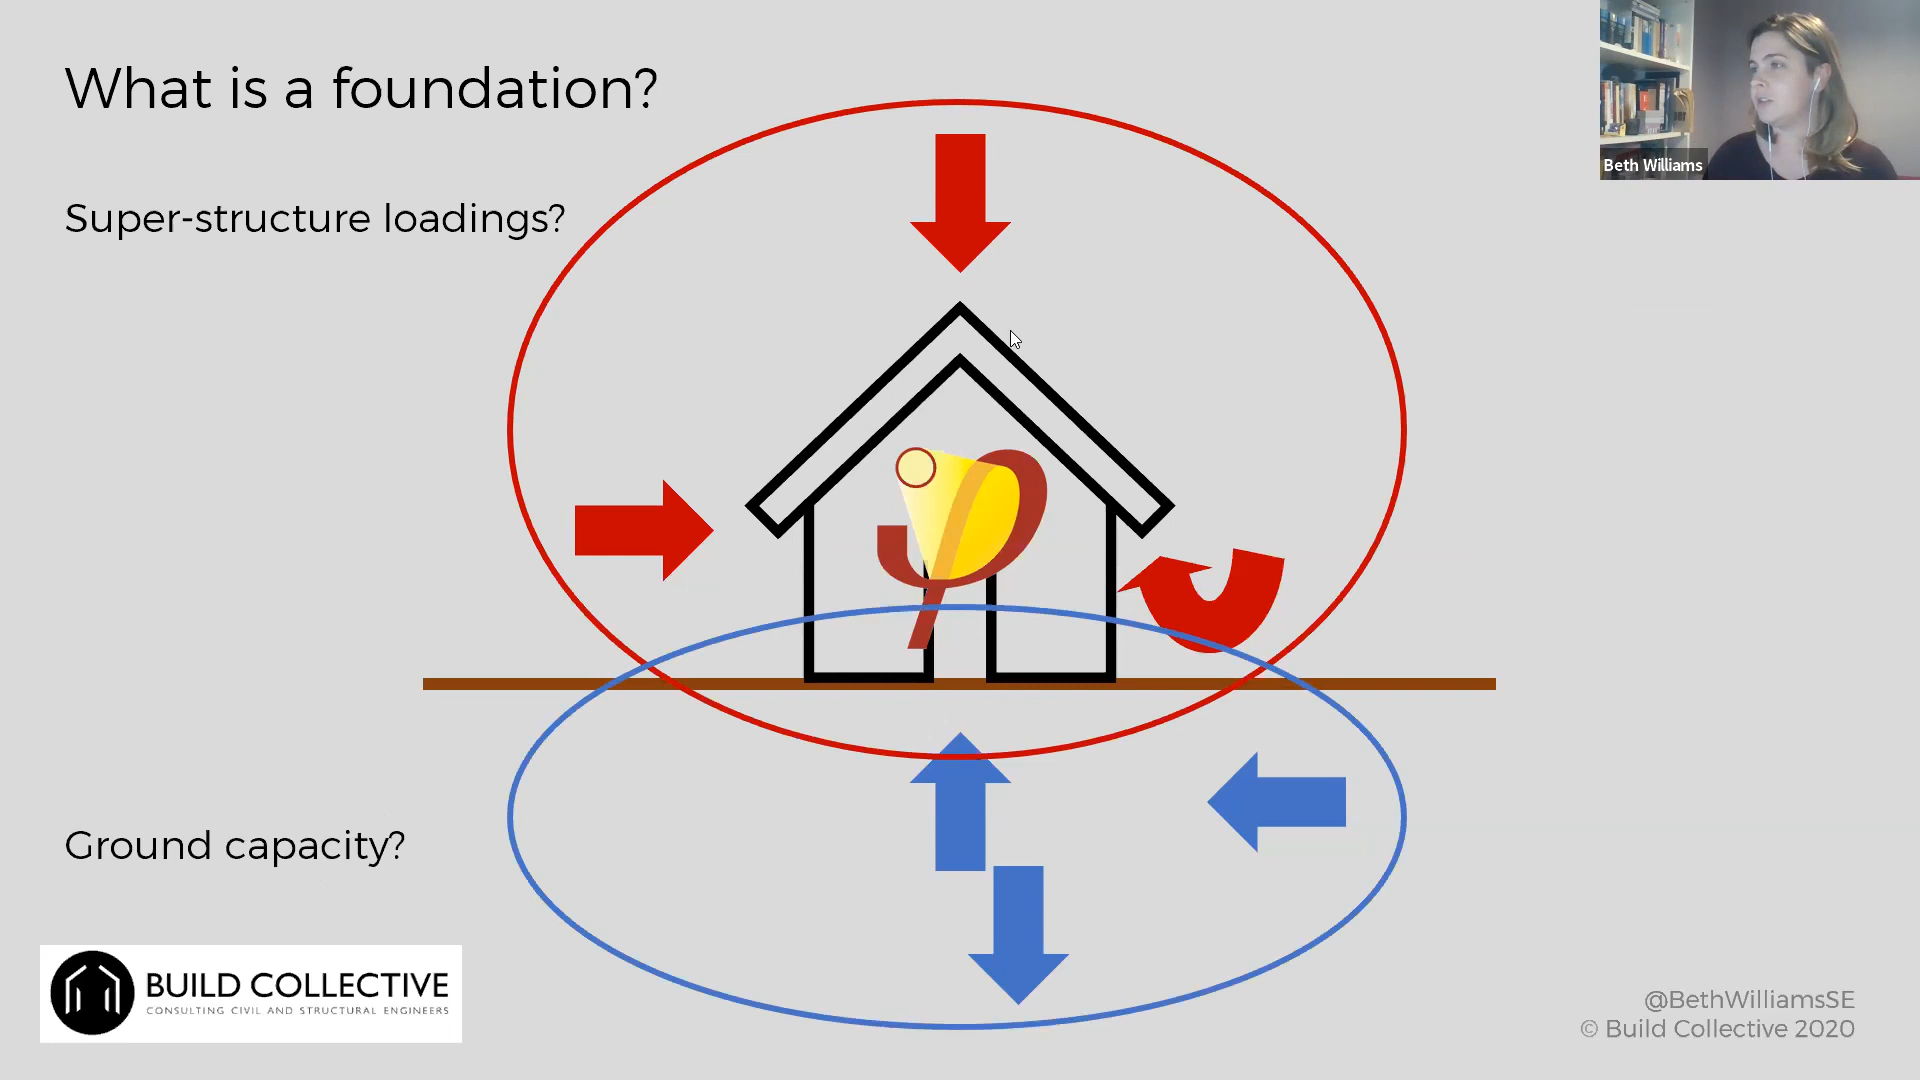 What is a foundation?
Beth Williams
Super-structure loadings?
Ground capacity?
BUILD COLLECTIVE
CONSULTING CIVIL AND STRUCTURAL ENGINEERS
@BethWilliamsSE
© Build Collective 2020